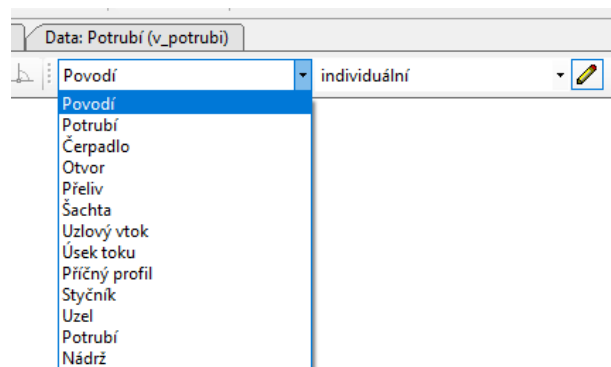 Data: Potrubí (v_potrubi)
Povodí individuální
Povodí
Potrubí
Čerpadlo
Otvor
Přeliv
Šachta
Uzlový vtok
Úsek toku
Příčný profil
Styčník
Uzel
Potrubí
Nádrž